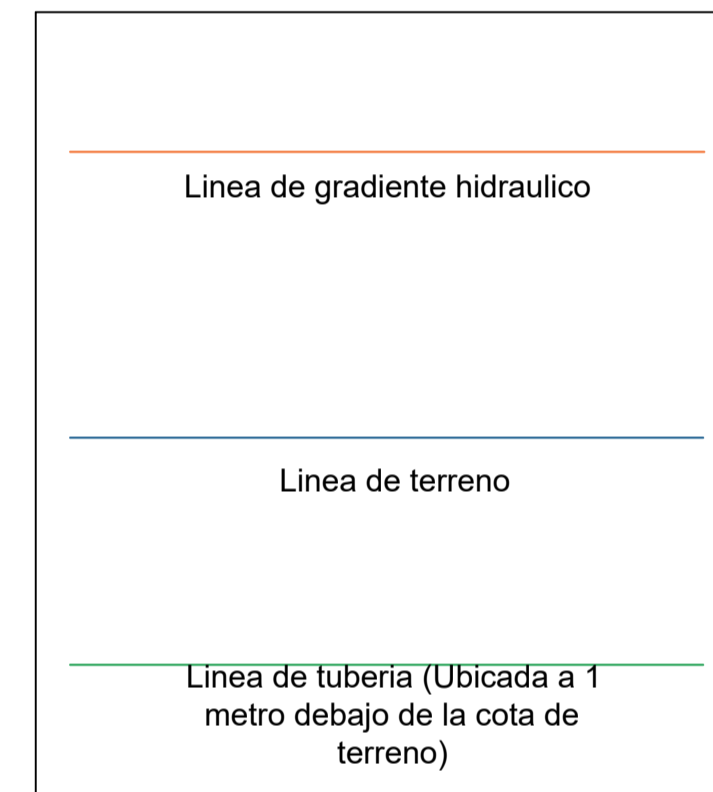 Linea de gradiente hidraulico
Linea de terreno
Linea de tuberia (Ubicada a 1
metro debajo de la cota de
terreno)